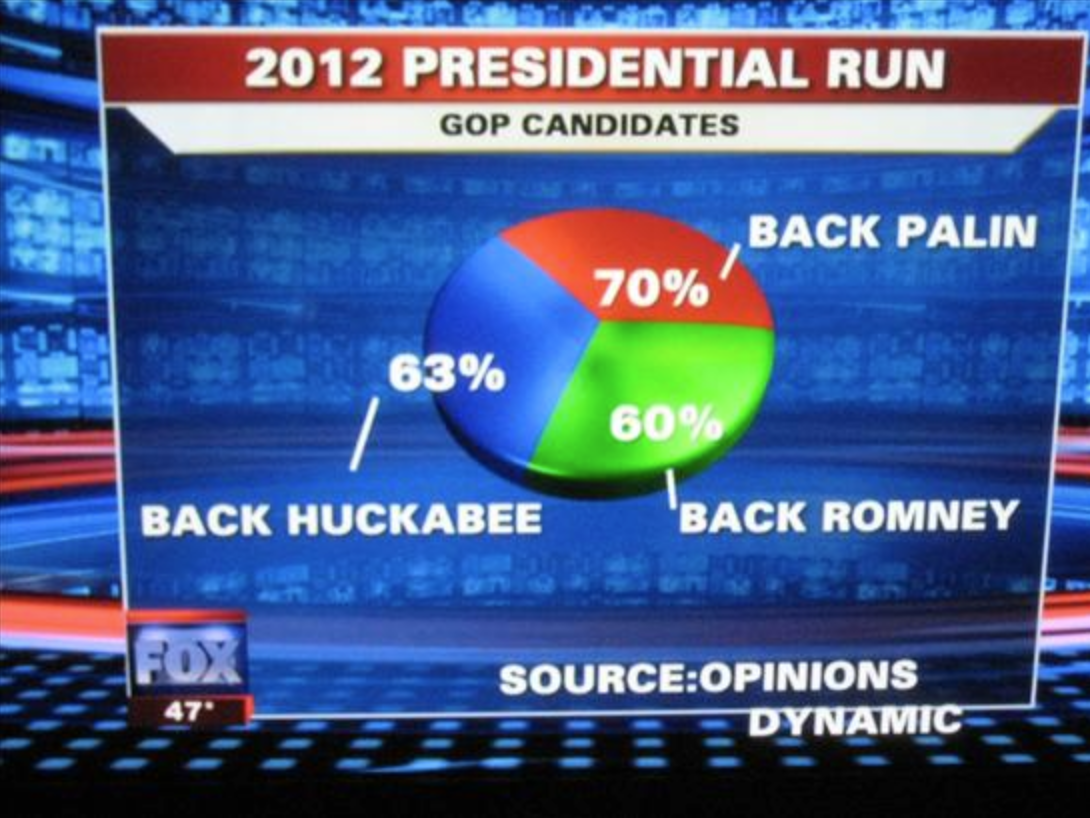 2012 PRESIDENTIAL RUN
GOP CANDIDATES
BACK PALIN
70%
63%
60%
BACK HUCKABEE
BACK ROMNEY
FOX
47°
SOURCE:OPINIONS
DYNAMIC